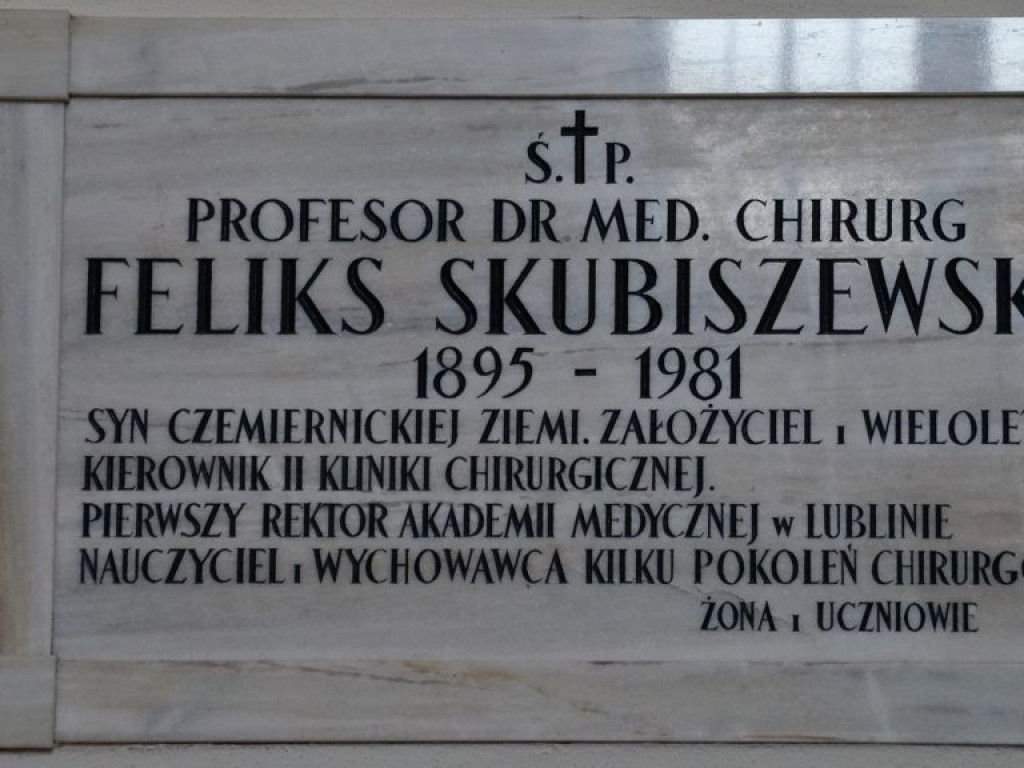 Ś.†P.
PROFESOR DR MED. CHIRURG
FELIKS SKUBISZEWSK
1895 - 1981
SYN CZEMIERNICKIEJ ZIEMI. ZAŁOŻYCIEL I WIELOLET
KIEROWNIK II KLINIKI CHIRURGICZNEJ.
PIERWSZY REKTOR AKADEMII MEDYCZNEJ W LUBLINIE
NAUCZYCIEL I WYCHOWAWCA KILKU POKOLEŃ CHIRURGÓ
ŻONA I UCZNIOWIE